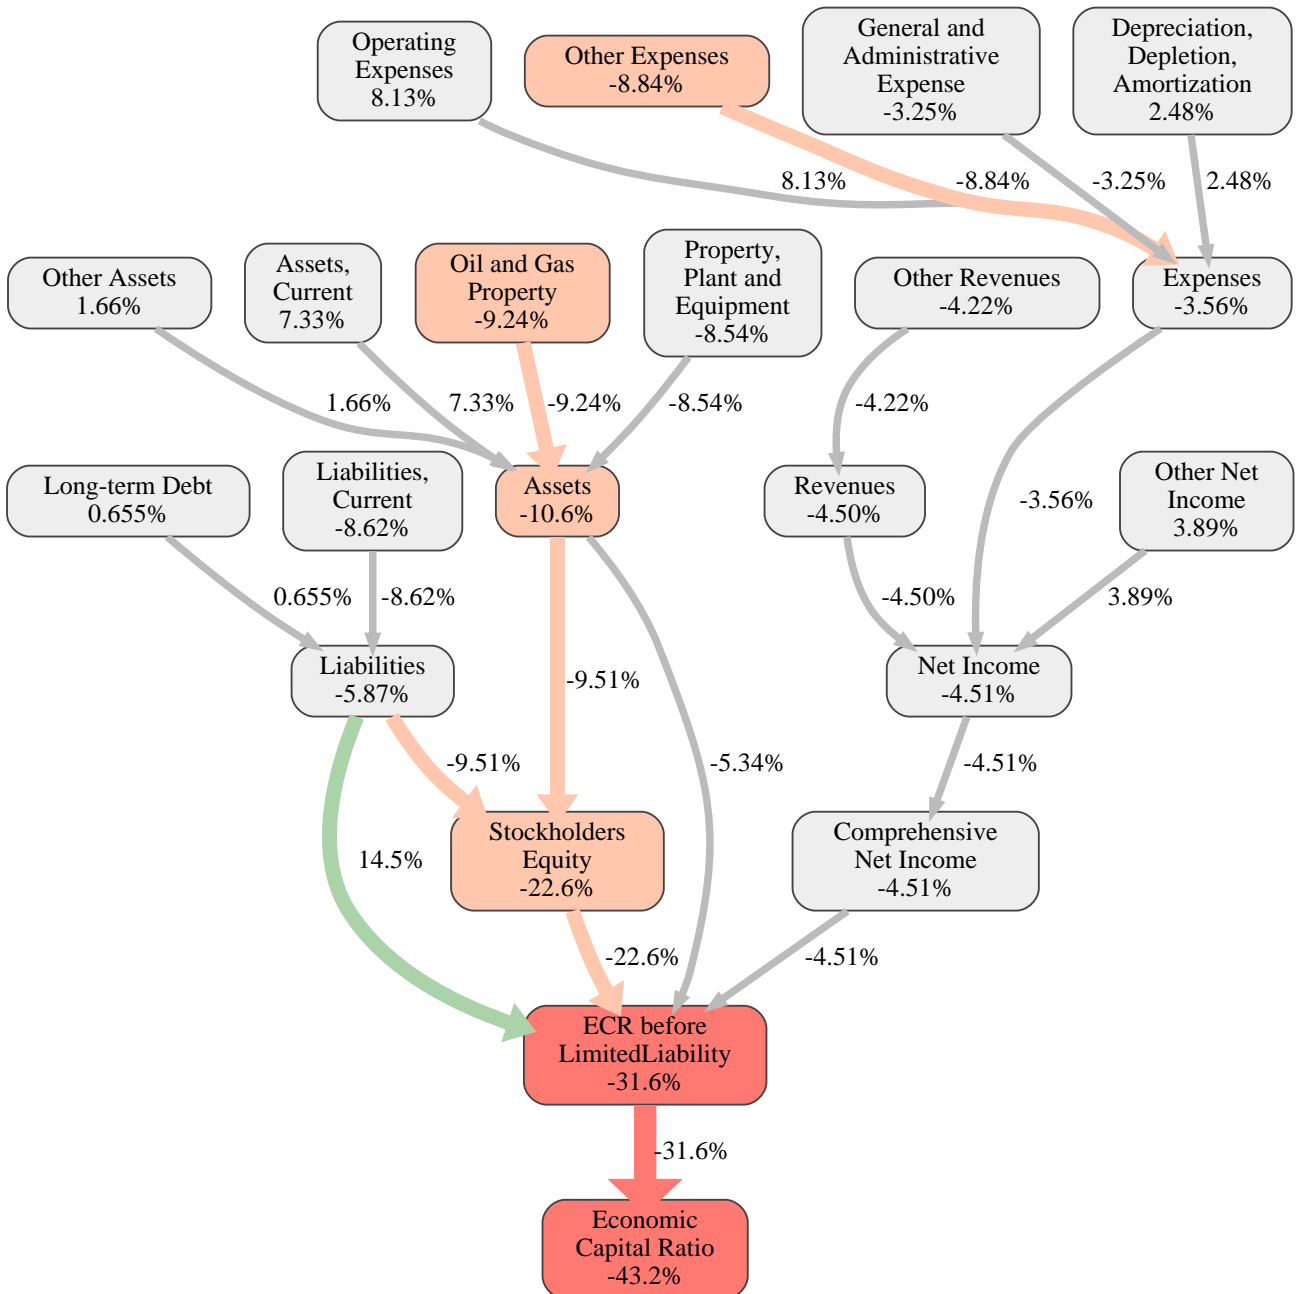 Operating
Expenses
8.13%
Other Expenses
-8.84%
General and
Administrative
Expense
-3.25%
Depreciation,
Depletion,
Amortization
2.48%
8.13%
-8.84%
-3.25%
2.48%
Other Assets
1.66%
Assets,
Current
7.33%
Oil and Gas
Property
-9.24%
Property,
Plant and
Equipment
-8.54%
Other Revenues
-4.22%
Expenses
-3.56%
1.66%
7.33%
-9.24%
-8.54%
-4.22%
-3.56%
Long-term Debt
0.655%
Liabilities,
Current
-8.62%
Assets
-10.6%
Revenues
-4.50%
Other Net
Income
3.89%
0.655%
-8.62%
-4.50%
3.89%
Liabilities
-5.87%
-9.51%
Net Income
-4.51%
-9.51%
-5.34%
-4.51%
14.5%
Stockholders
Equity
-22.6%
Comprehensive
Net Income
-4.51%
-22.6%
-4.51%
ECR before
LimitedLiability
-31.6%
-31.6%
Economic
Capital Ratio
-43.2%